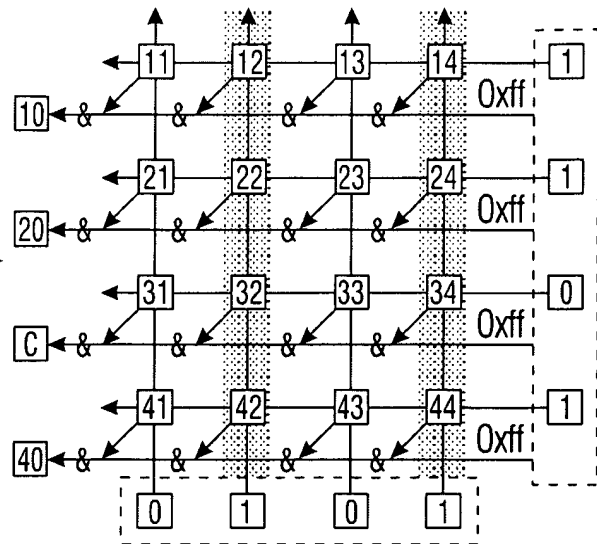 11 12 13 14 1
0xff
10 & & & &
21 22 23 24 1
0xff
20 & & & &
31 32 33 34 0
0xff
C & & & &
41 42 43 44 1
0xff
40 & & & &
0 1 0 1